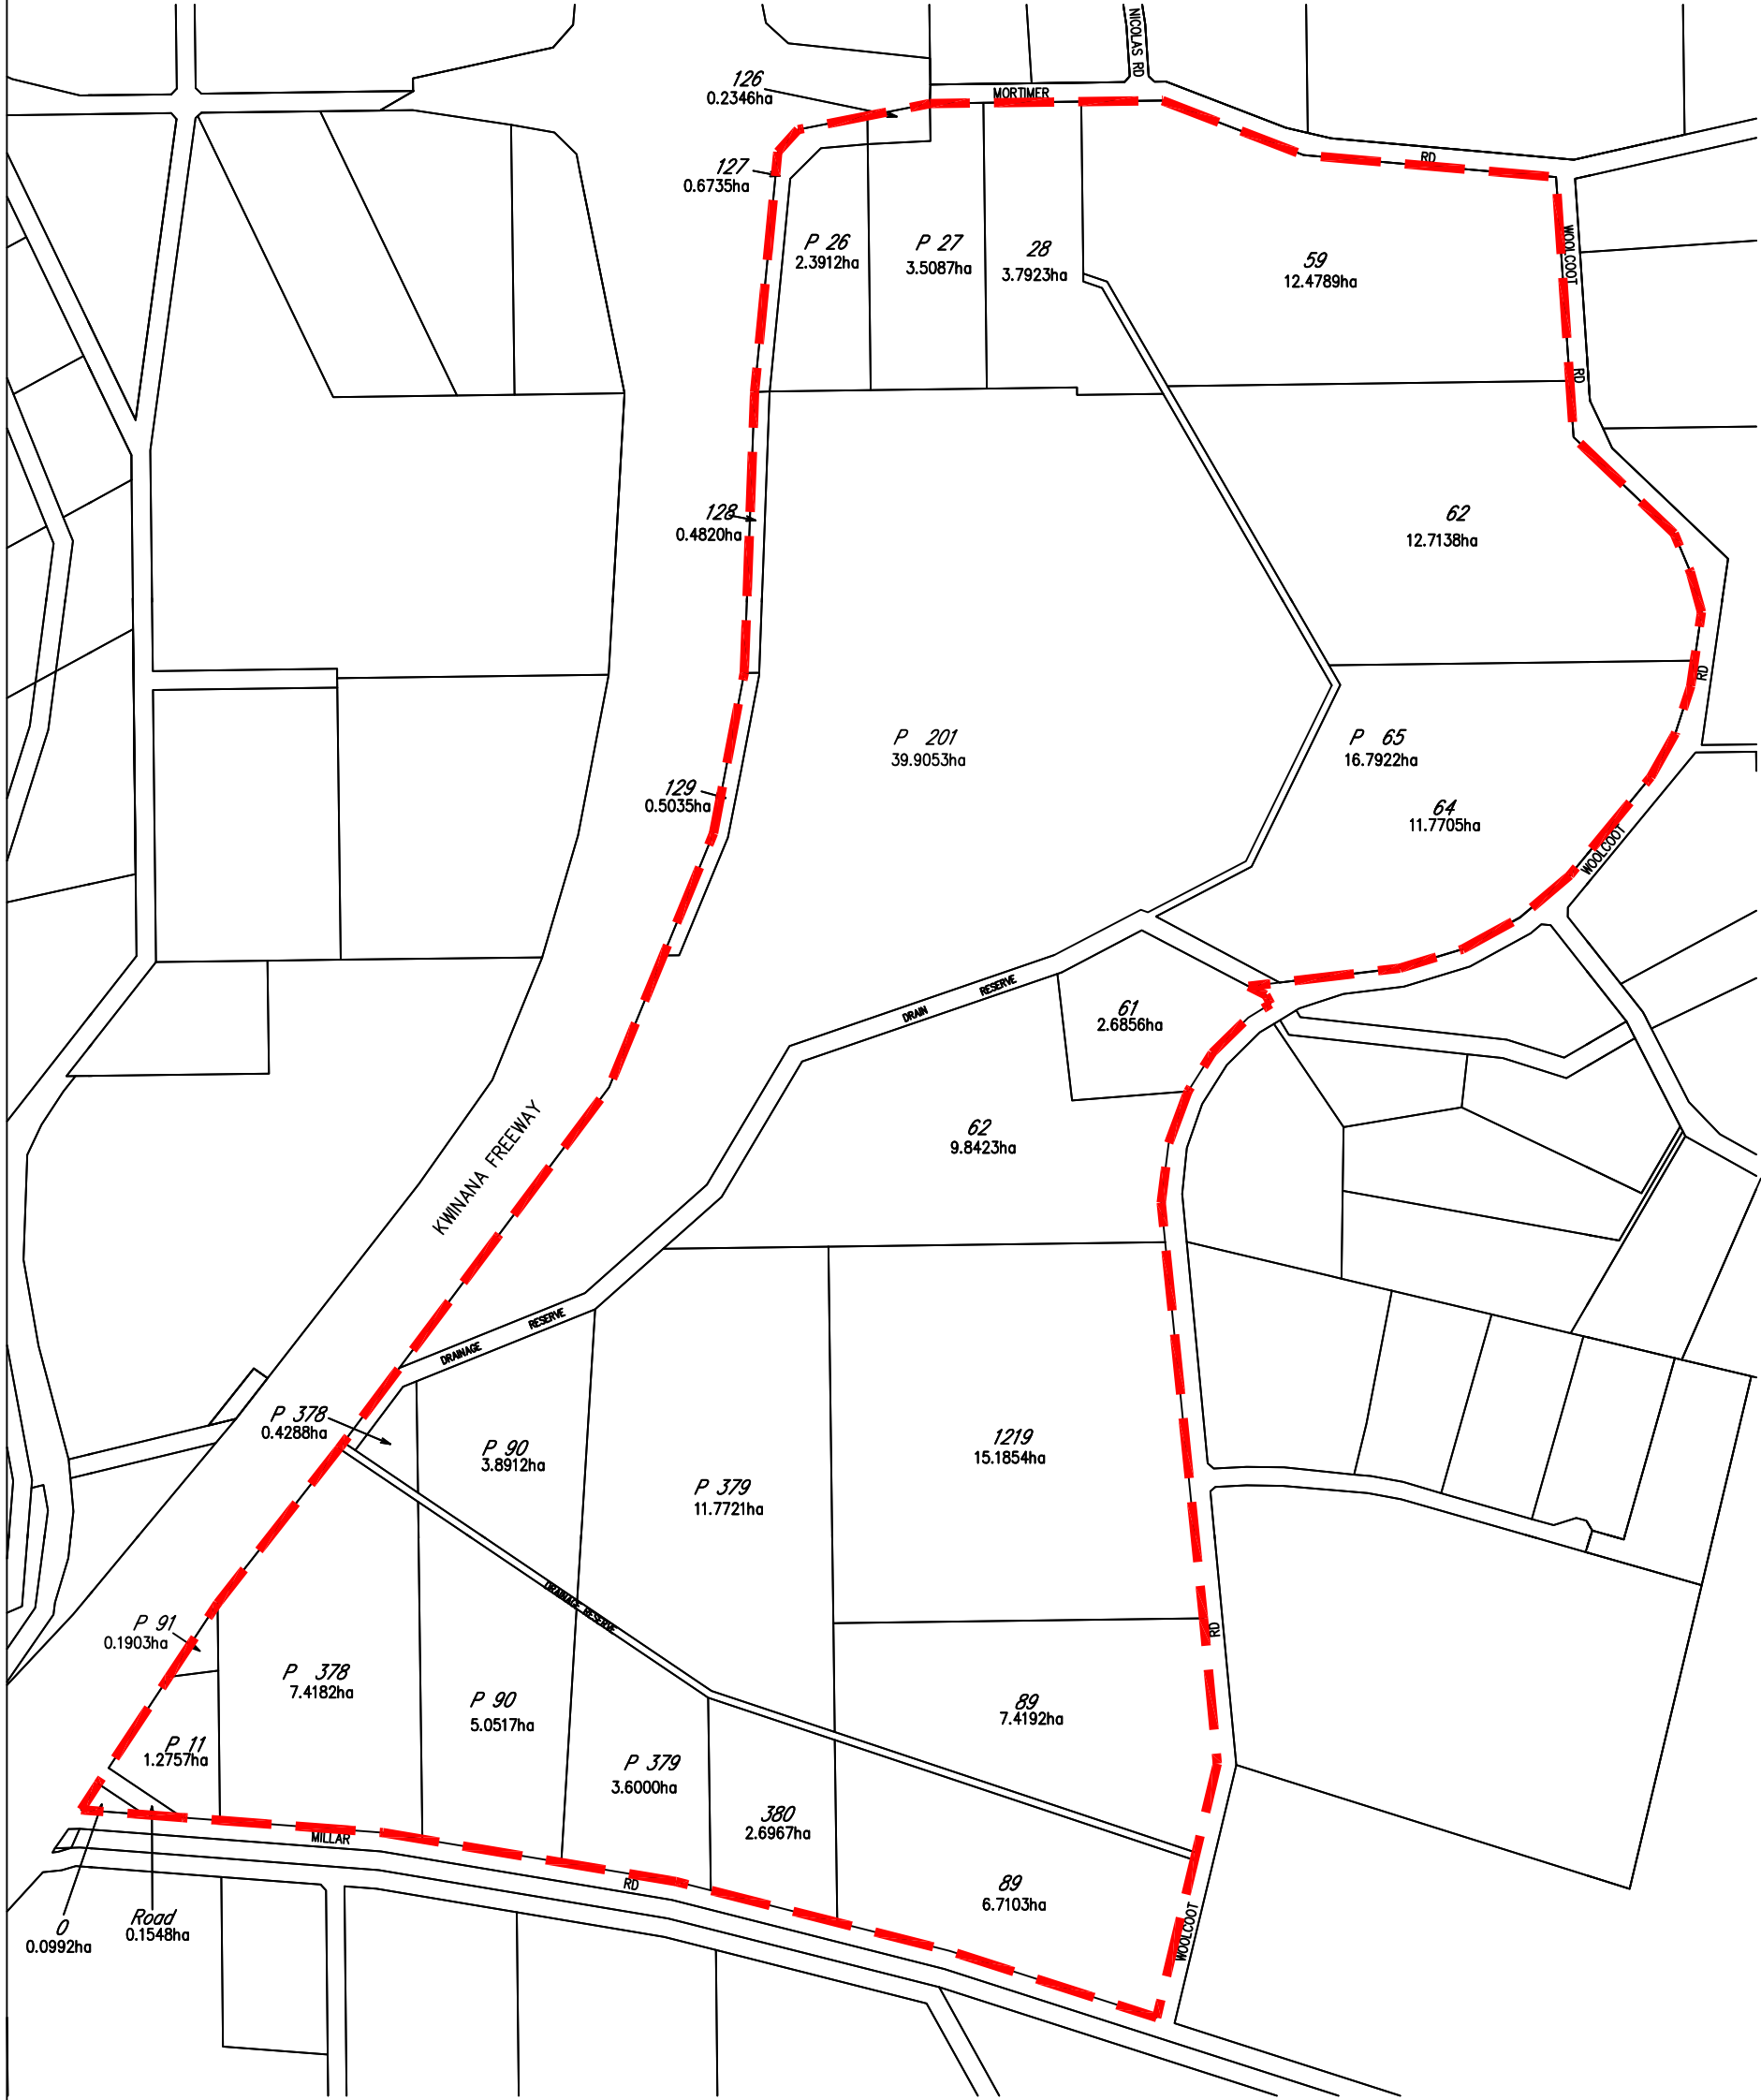 NICOLAS RD
126
0.2346ha
MORTIMER
RD
127
0.6735ha
P 26
2.3912ha
P 27
3.5087ha
28
3.7923ha
59
12.4789ha
WOOLCOOT
RD
128
0.4820ha
62
12.7138ha
RD
P 201
39.9053ha
P 65
16.7922ha
129
0.5035ha
64
11.7705ha
WOOLCOOT
DRAIN
RESERVE
61
2.6856ha
62
9.8423ha
KWINANA FREEWAY
DRAINAGE
RESERVE
P 378
0.4288ha
P 90
3.8912ha
P 379
11.7721ha
1219
15.1854ha
DRAINAGE RESERVE
RD
P 91
0.1903ha
P 378
7.4182ha
P 90
5.0517ha
89
7.4192ha
P 11
1.2757ha
P 379
3.6000ha
380
2.6967ha
MILLAR
RD
89
6.7103ha
WOOLCOOT
0
0.0992ha
Road
0.1548ha